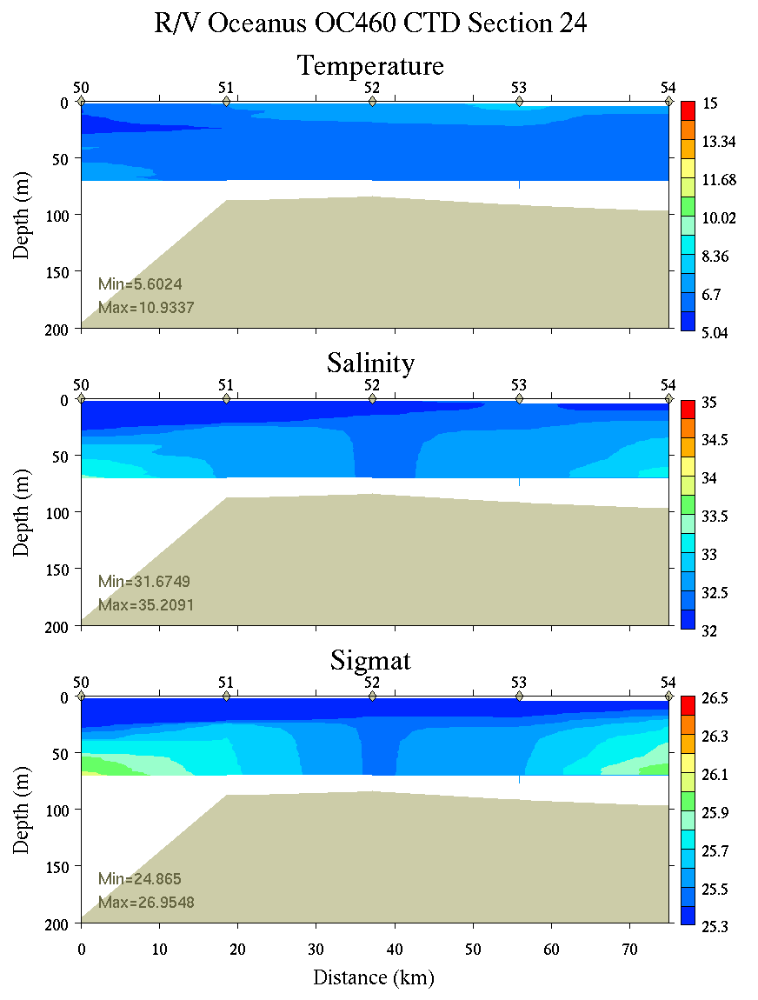 R/V Oceanus OC460 CTD Section 24
Temperature
50 51 52 53 54
0
50
100
150
200
Depth (m)
Min=5.6024
Max=10.9337
15
13.34
11.68
10.02
8.36
6.7
5.04
Salinity
50 51 52 53 54
0
50
100
150
200
Depth (m)
Min=31.6749
Max=35.2091
35
34.5
34
33.5
33
32.5
32
Sigmat
50 51 52 53 54
0
50
100
150
200
Depth (m)
Min=24.865
Max=26.9548
26.5
26.3
26.1
25.9
25.7
25.5
25.3
0 10 20 30 40 50 60 70
Distance (km)